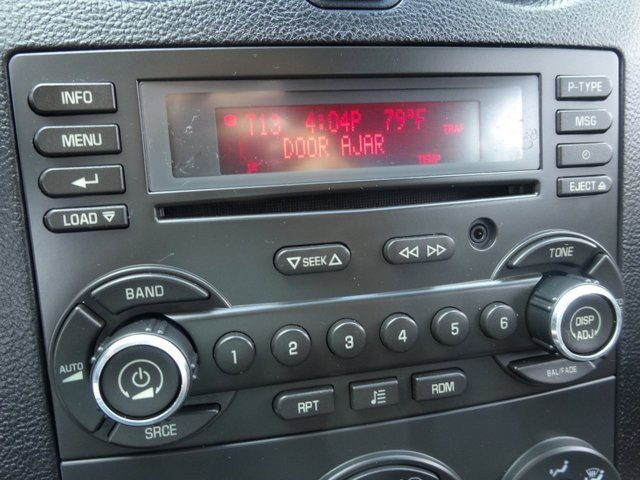 INFO
MENU
LOAD
T13 4:04P 79°F
DOOR AJAR
TEMP
P-TYPE
MSG
EJECT
SEEK
TONE
BAND
AUTO
1 2 3 4 5 6
DISP
ADJ
BAL/FADE
RPT
RDM
SRCE